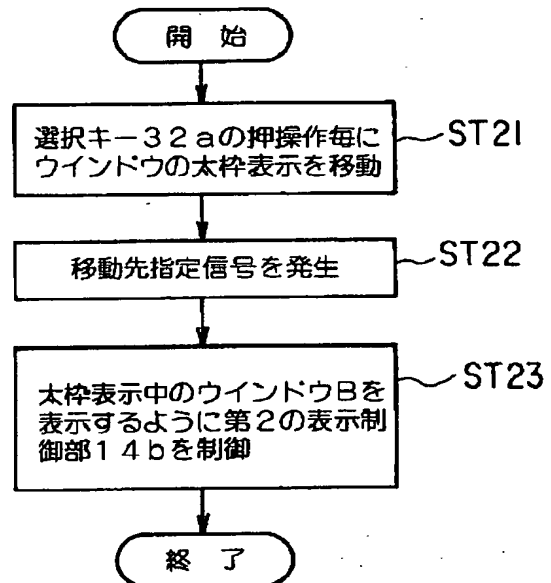 開始
選択キー32aの押操作毎に
ウインドウの太枠表示を移動
ST21
移動先指定信号を発生
ST22
太枠表示中のウインドウBを
表示するように第2の表示制
御部14bを制御
ST23
終了